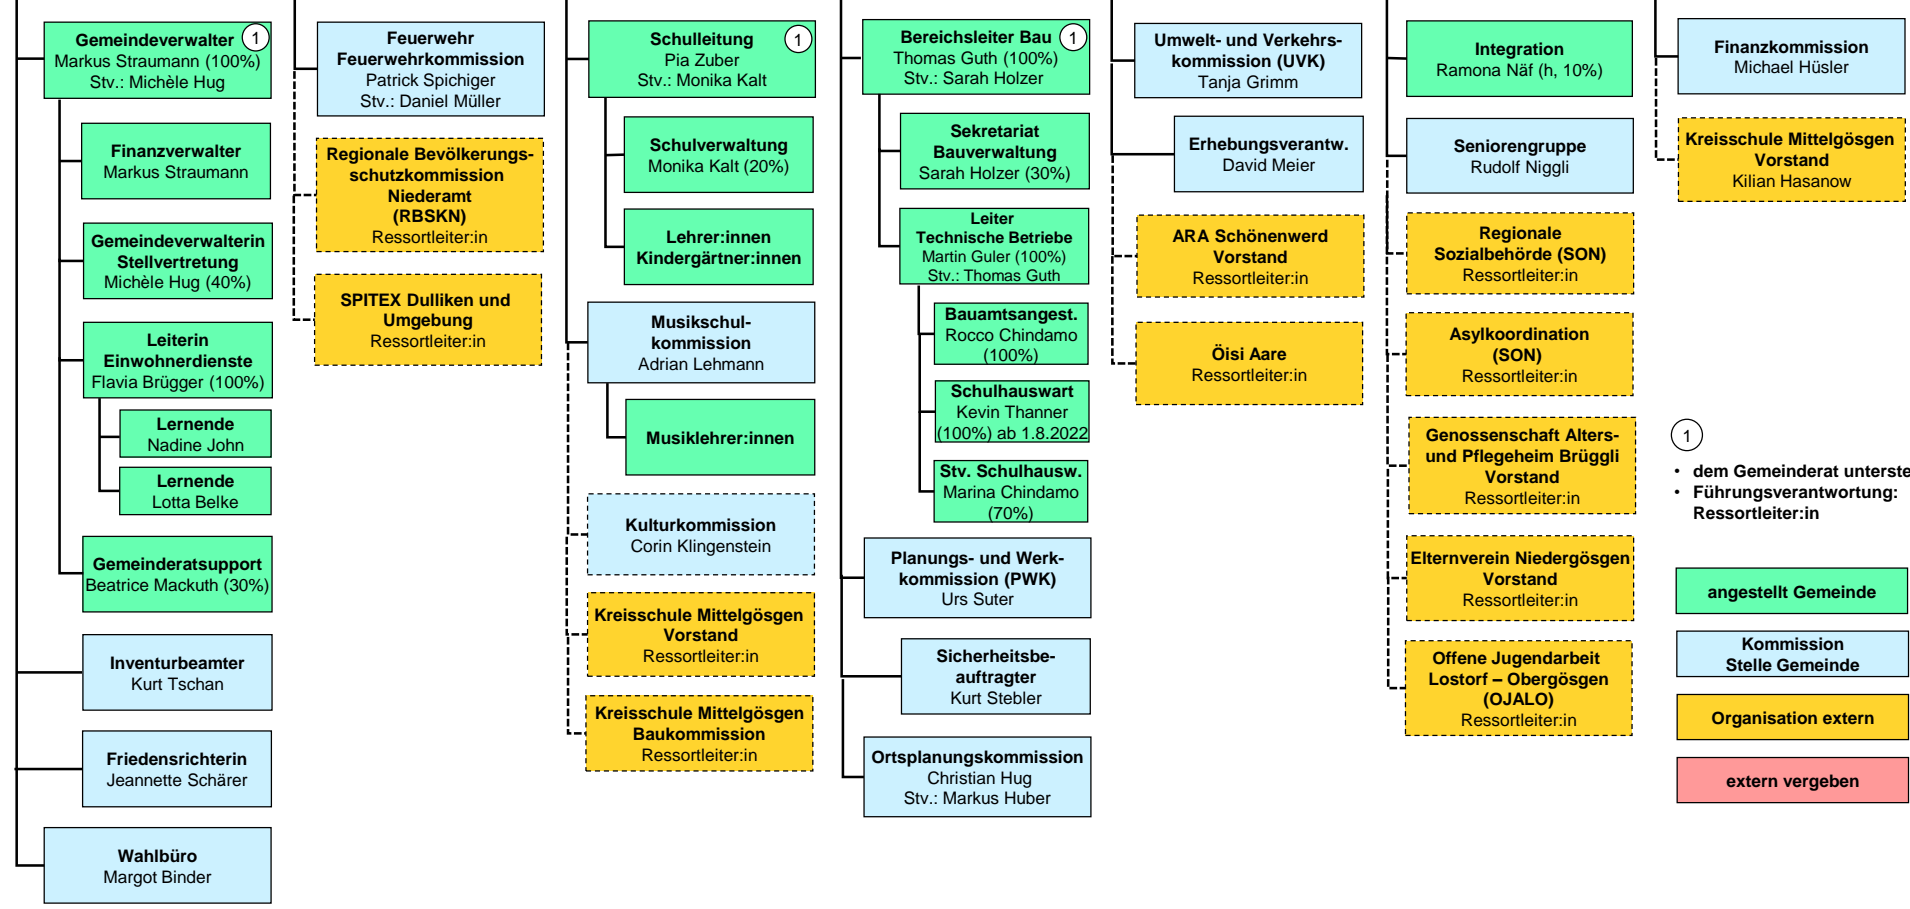 Gemeindeverwalter
1
Markus Straumann (100%)
Stv.: Michèle Hug
Finanzverwalter
Markus Straumann
Gemeindeverwalterin
Stellvertretung
Michèle Hug (40%)
Leiterin
Einwohnerdienste
Flavia Brügger (100%)
Lernende
Nadine John
Lernende
Lotta Belke
Gemeinderatsupport
Beatrice Mackuth (30%)
Inventurbeamter
Kurt Tschan
Friedensrichterin
Jeannette Schärer
Wahlbüro
Margot Binder
Feuerwehr
Feuerwehrkommission
Patrick Spichiger
Stv.: Daniel Müller
Regionale Bevölkerungs-
schutzkommission
Niederamt
(RBSKN)
Ressortleiter:in
SPITEX Dulliken und
Umgebung
Ressortleiter:in
Schulleitung
1
Pia Zuber
Stv.: Monika Kalt
Schulverwaltung
Monika Kalt (20%)
Lehrer:innen
Kindergärtner:innen
Musikschul-
kommission
Adrian Lehmann
Musiklehrer:innen
Kulturkommission
Corin Klingenstein
Kreisschule Mittelgösgen
Vorstand
Ressortleiter:in
Kreisschule Mittelgösgen
Baukommission
Ressortleiter:in
Bereichsleiter Bau
1
Thomas Guth (100%)
Stv.: Sarah Holzer
Sekretariat
Bauverwaltung
Sarah Holzer (30%)
Leiter
Technische Betriebe
Martin Guler (100%)
Stv.: Thomas Guth
Bauamtsangest.
Rocco Chindamo
(100%)
Schulhauswart
Kevin Thanner
(100%) ab 1.8.2022
Stv. Schulhausw.
Marina Chindamo
(70%)
Planungs- und Werk-
kommission (PWK)
Urs Suter
Sicherheitsbe-
auftragter
Kurt Stebler
Ortsplanungskommission
Christian Hug
Stv.: Markus Huber
Umwelt- und Verkehrs-
kommission (UVK)
Tanja Grimm
Erhebungsverantw.
David Meier
ARA Schönenwerd
Vorstand
Ressortleiter:in
Öisi Aare
Ressortleiter:in
Integration
Ramona Näf (h, 10%)
Seniorengruppe
Rudolf Niggli
Regionale
Sozialbehörde (SON)
Ressortleiter:in
Asylkoordination
(SON)
Ressortleiter:in
Genossenschaft Alters-
und Pflegeheim Brüggli
Vorstand
Ressortleiter:in
Elternverein Niedergösgen
Vorstand
Ressortleiter:in
Offene Jugendarbeit
Lostorf – Obergösgen
(OJALO)
Ressortleiter:in
Finanzkommission
Michael Hüsler
Kreisschule Mittelgösgen
Vorstand
Kilian Hasanow
1
• dem Gemeinderat unterste
• Führungsverantwortung:
Ressortleiter:in
angestellt Gemeinde
Kommission
Stelle Gemeinde
Organisation extern
extern vergeben